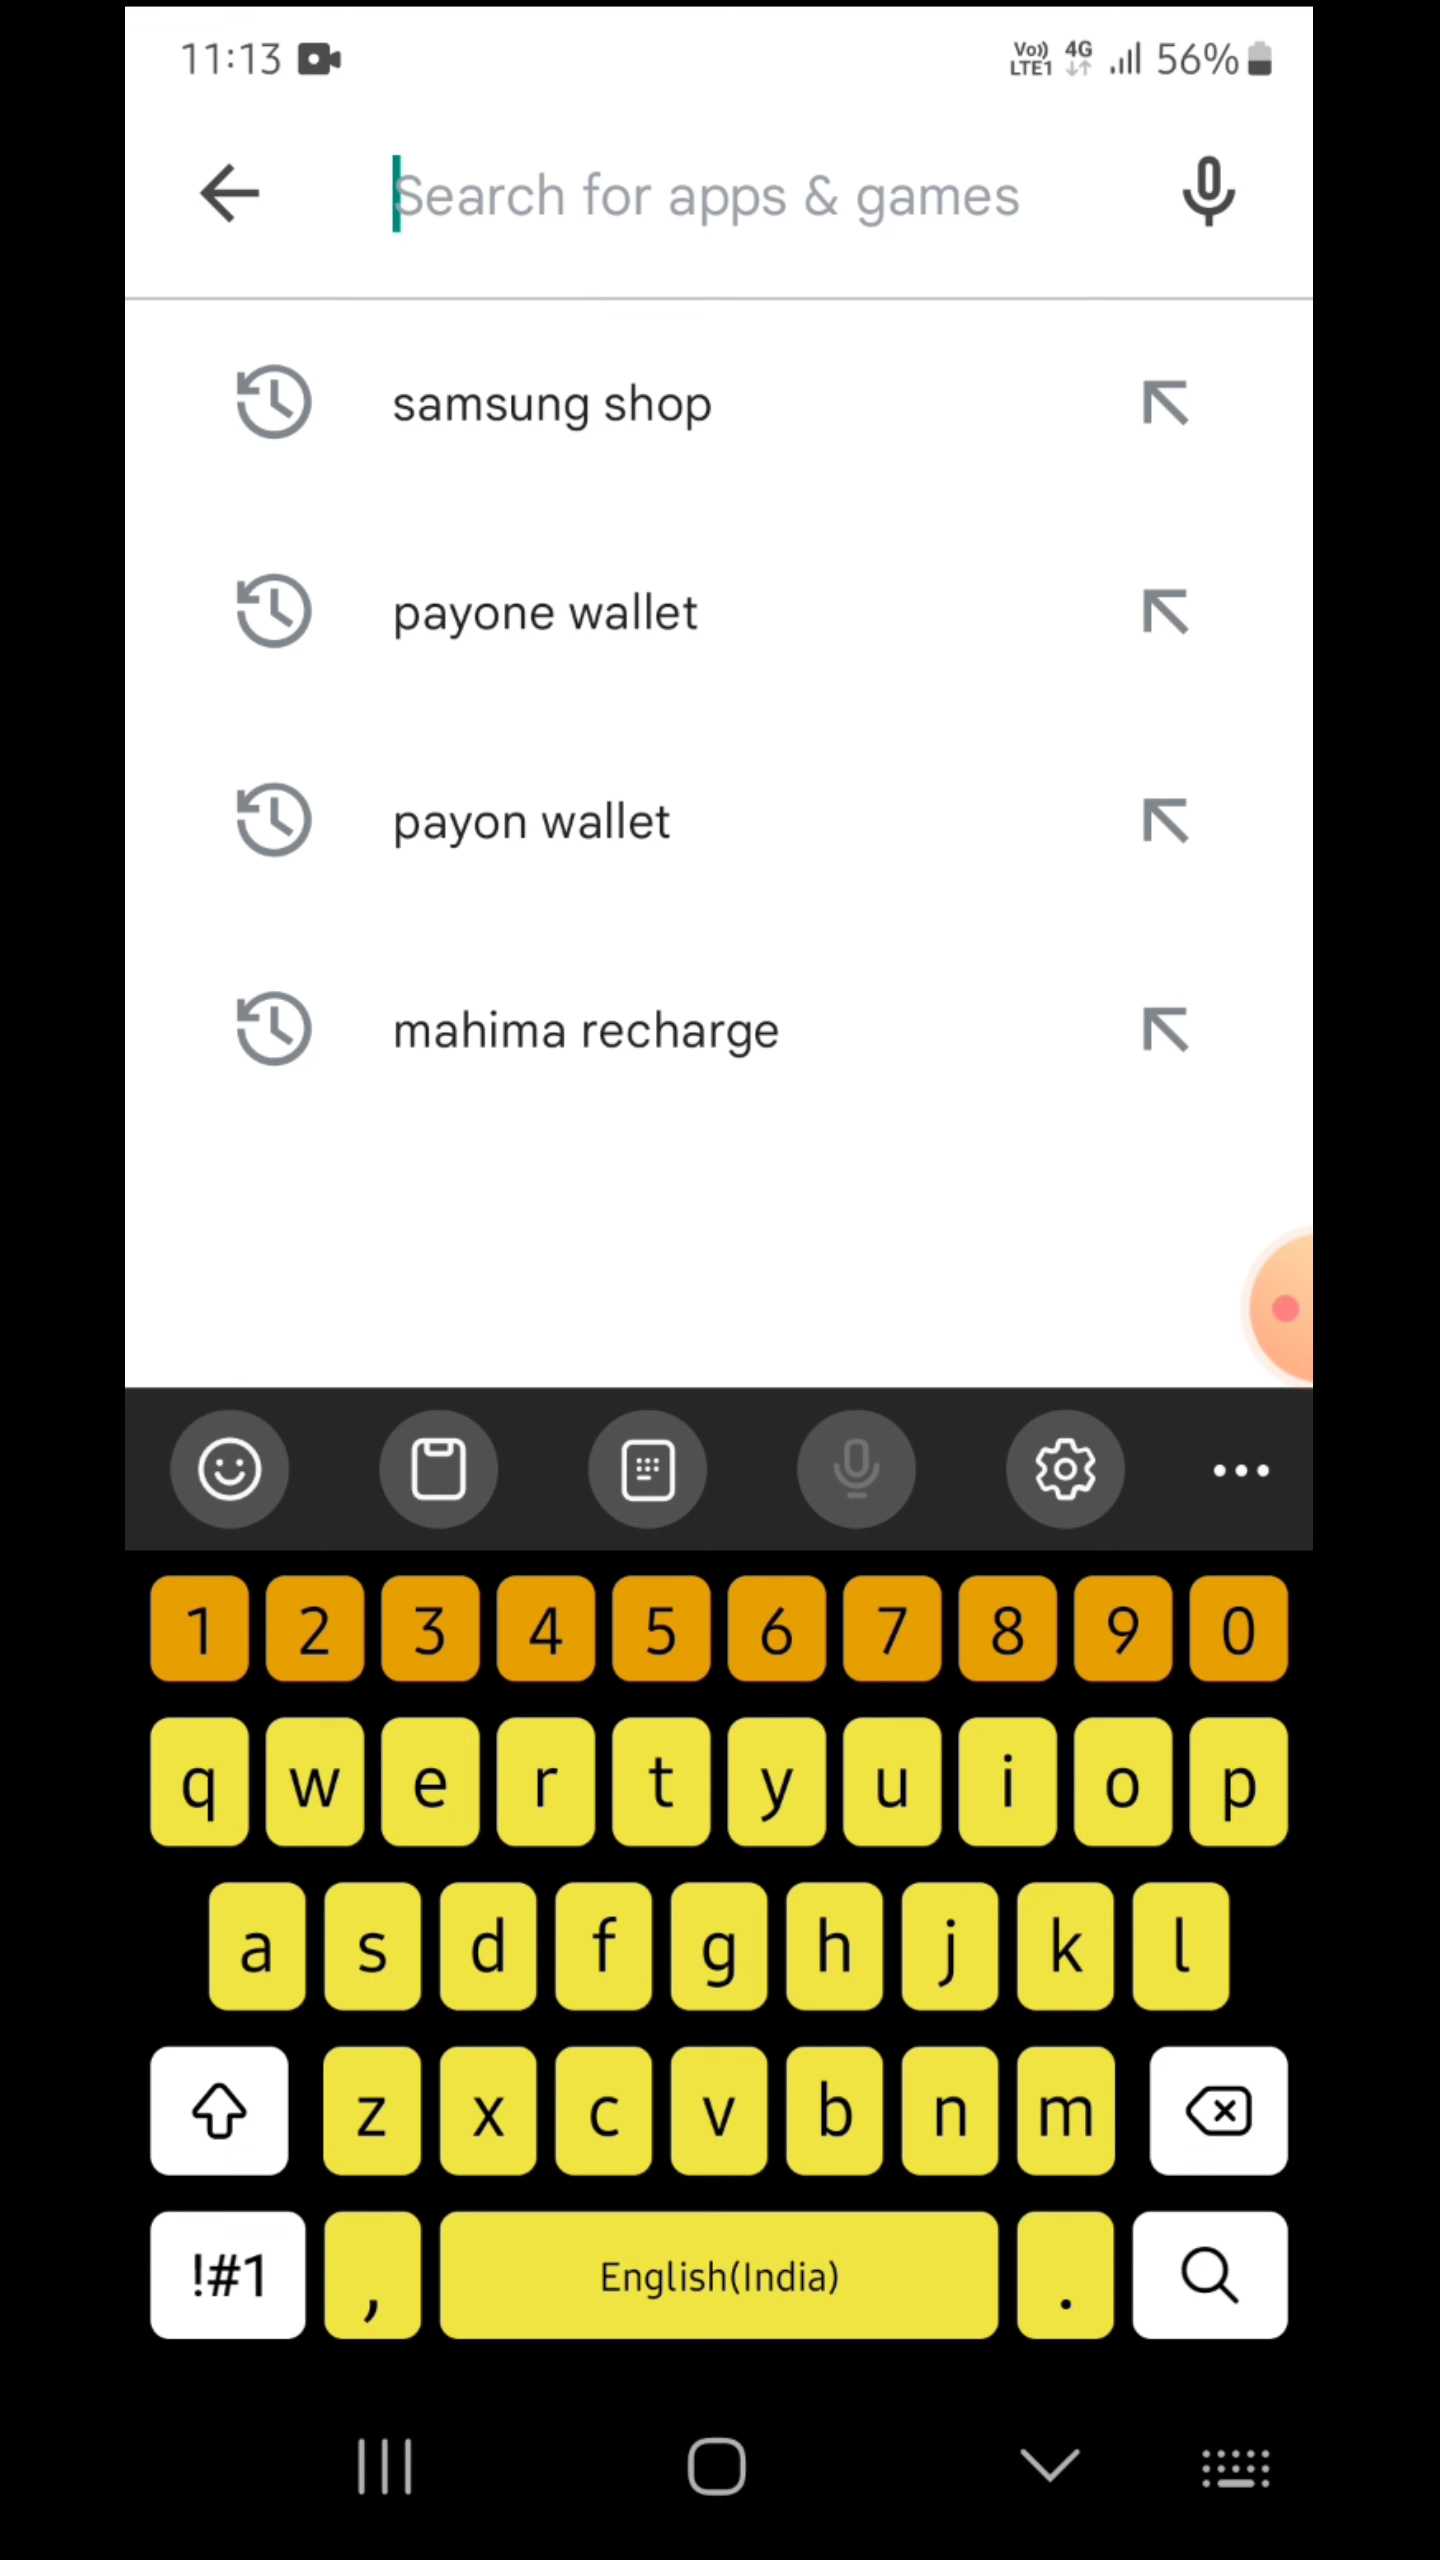 11:13
Vo)) LTE1 4G 56%
Search for apps & games
samsung shop
payone wallet
payon wallet
mahima recharge
1 2 3 4 5 6 7 8 9 0
q w e r t y u i o p
a s d f g h j k l
z x c v b n m
!#1 , English(India) .